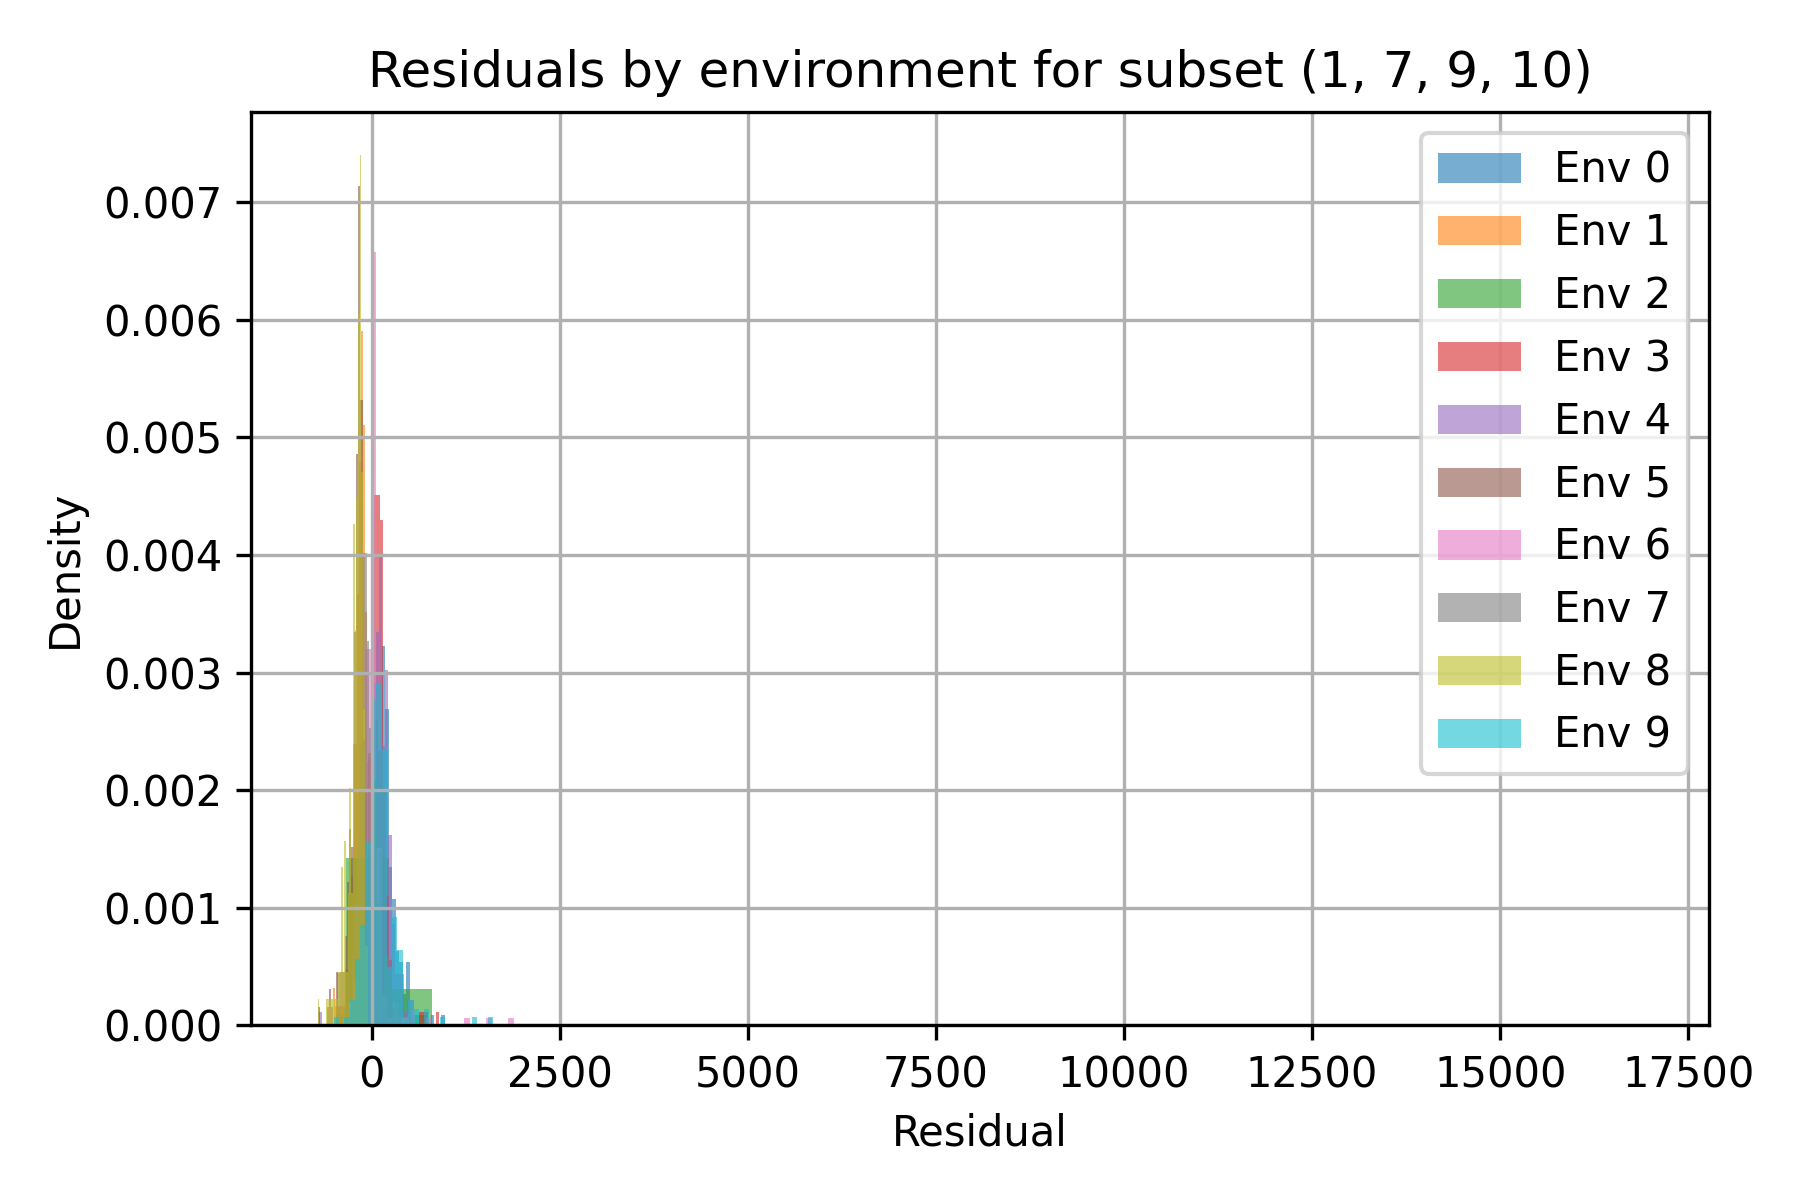 Residuals by environment for subset (1, 7, 9, 10)
0.007
0.006
0.005
0.004
0.003
0.002
0.001
0.000
Density
Env 0
Env 1
Env 2
Env 3
Env 4
Env 5
Env 6
Env 7
Env 8
Env 9
0 2500 5000 7500 10000 12500 15000 17500
Residual